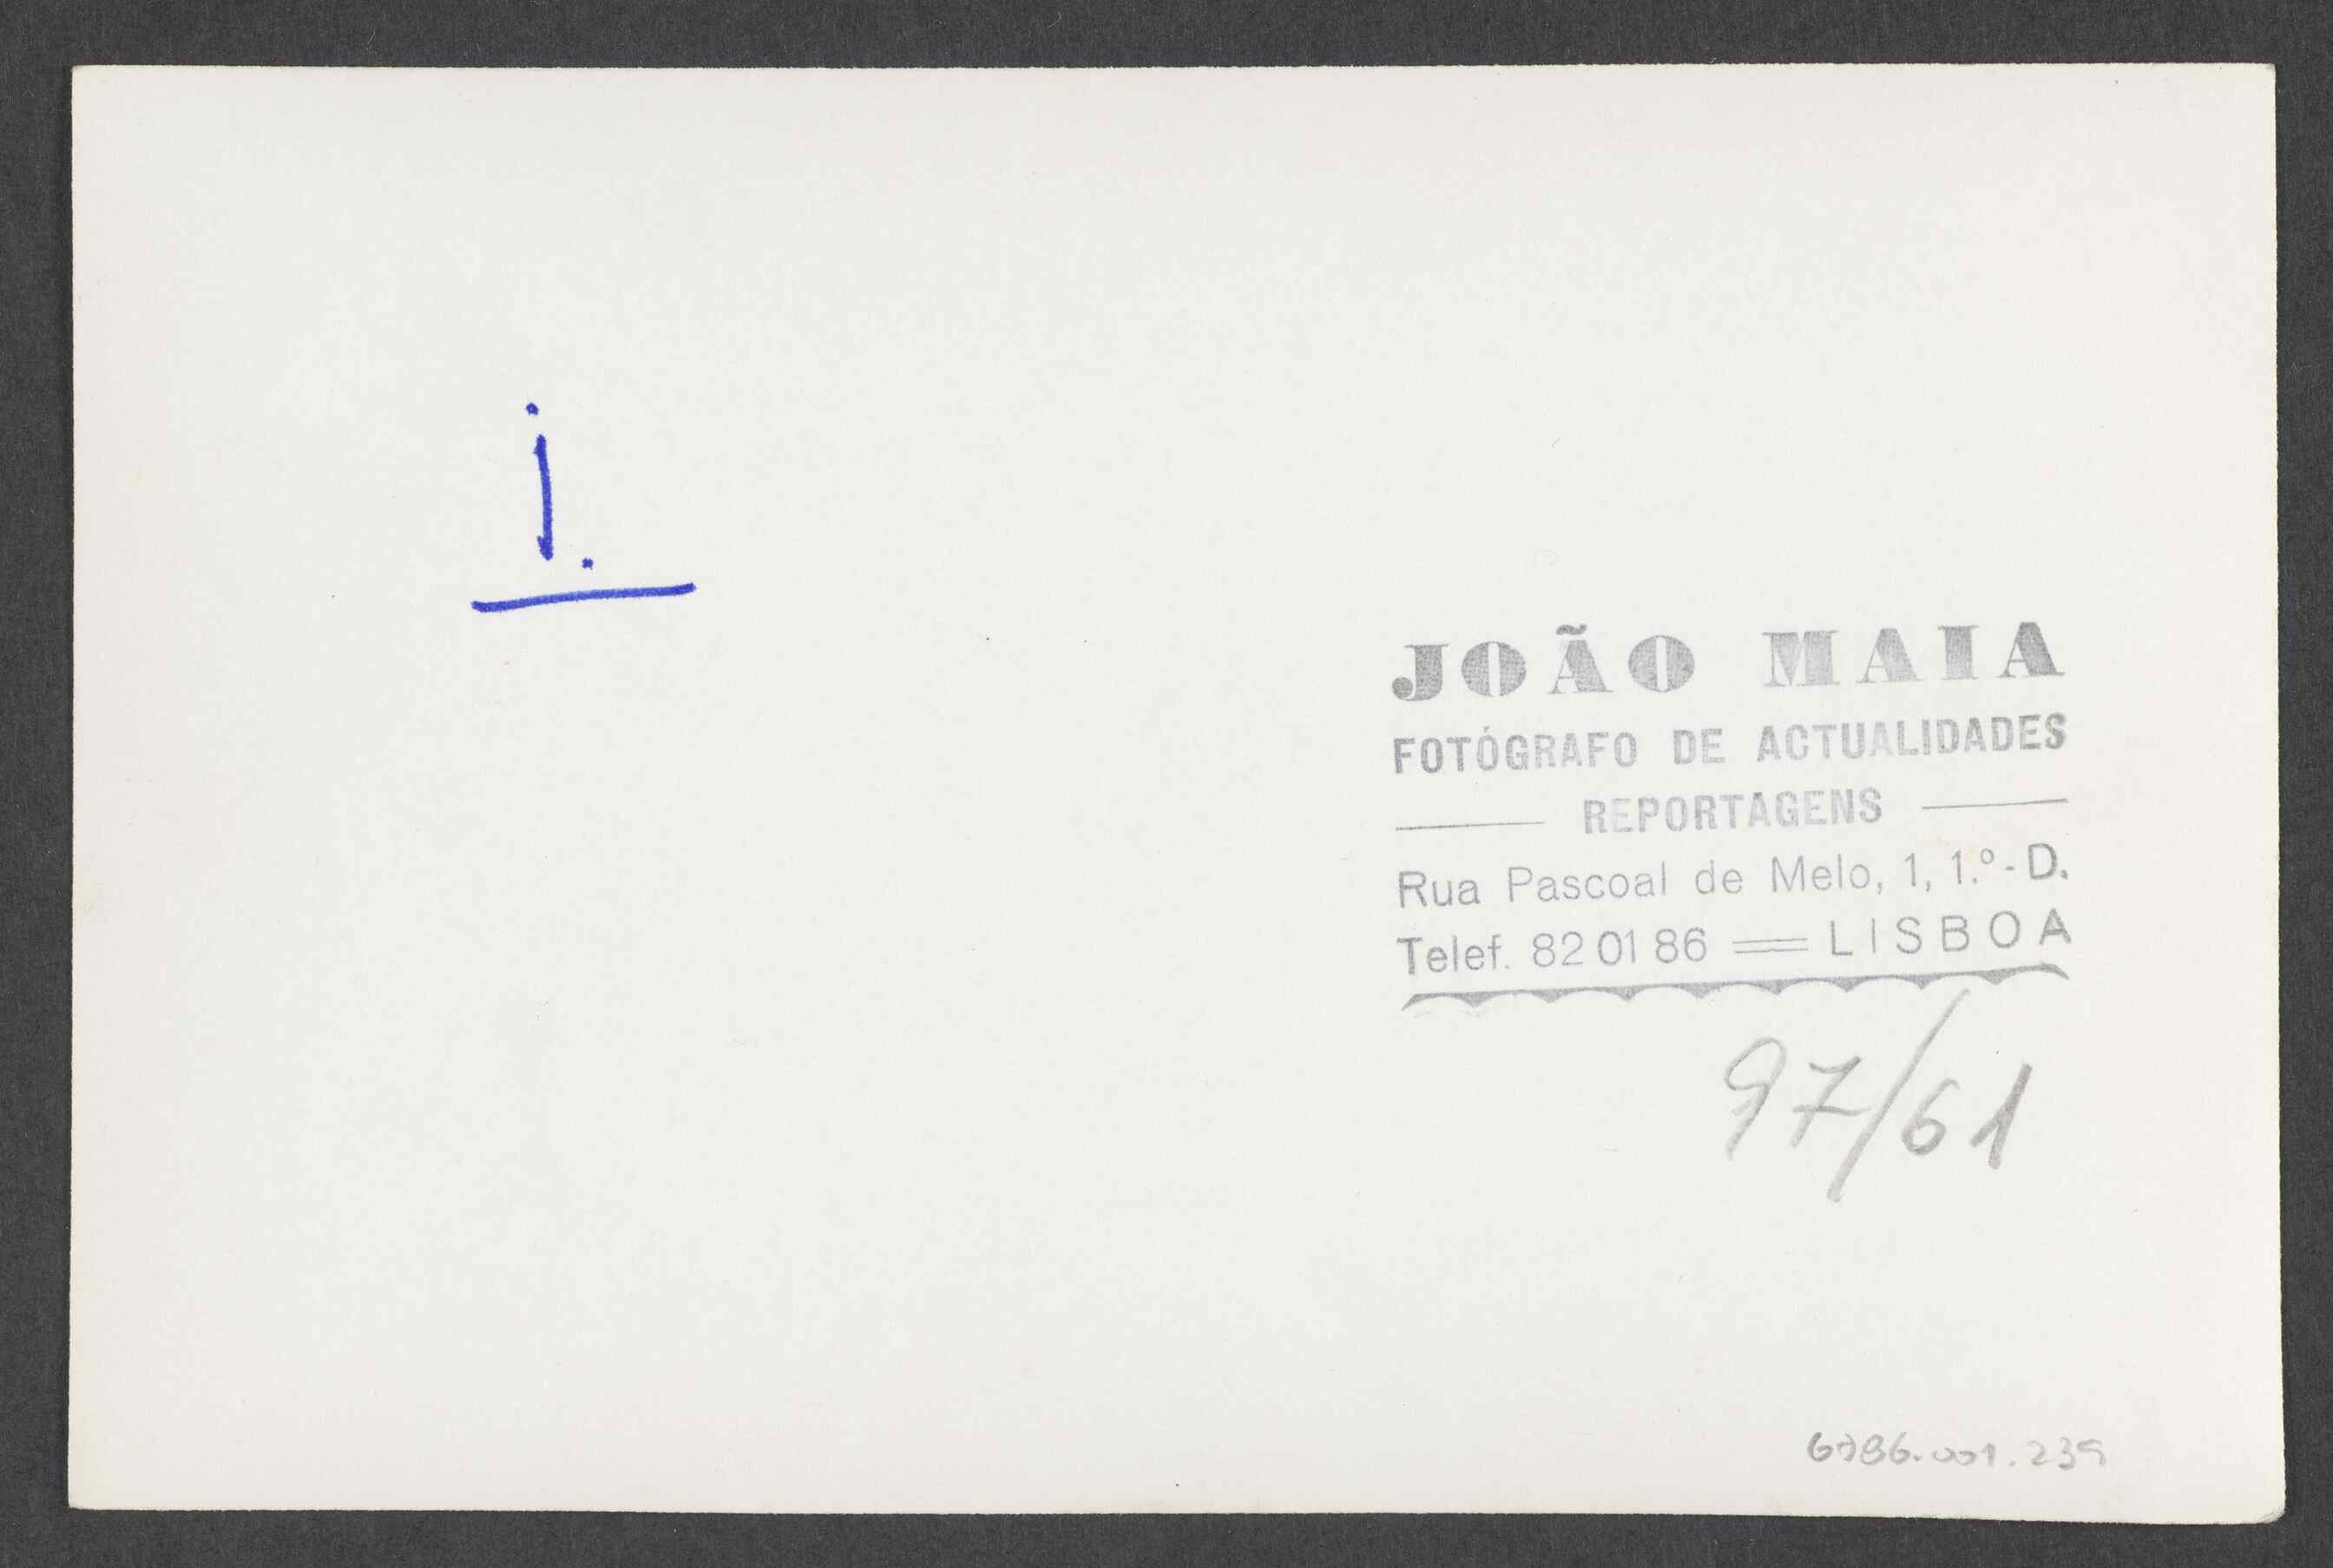 i.
JOÃO MAIA
FOTÓGRAFO DE ACTUALIDADES
REPORTAGENS
Rua Pascoal de Melo, 1, 1.º-D.
Telef. 82 01 86 == LISBOA
97/61
6786.001.239